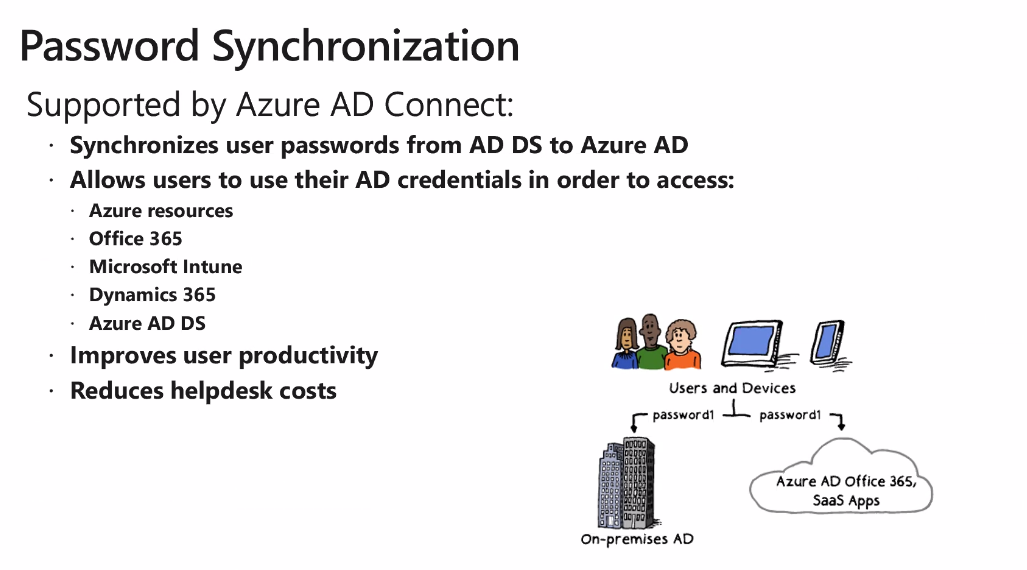 Password Synchronization
Supported by Azure AD Connect:
· Synchronizes user passwords from AD DS to Azure AD
· Allows users to use their AD credentials in order to access:
· Azure resources
· Office 365
· Microsoft Intune
· Dynamics 365
· Azure AD DS
· Improves user productivity
· Reduces helpdesk costs
Users and Devices
password1 password1
Azure AD Office 365,
SaaS Apps
On-premises AD